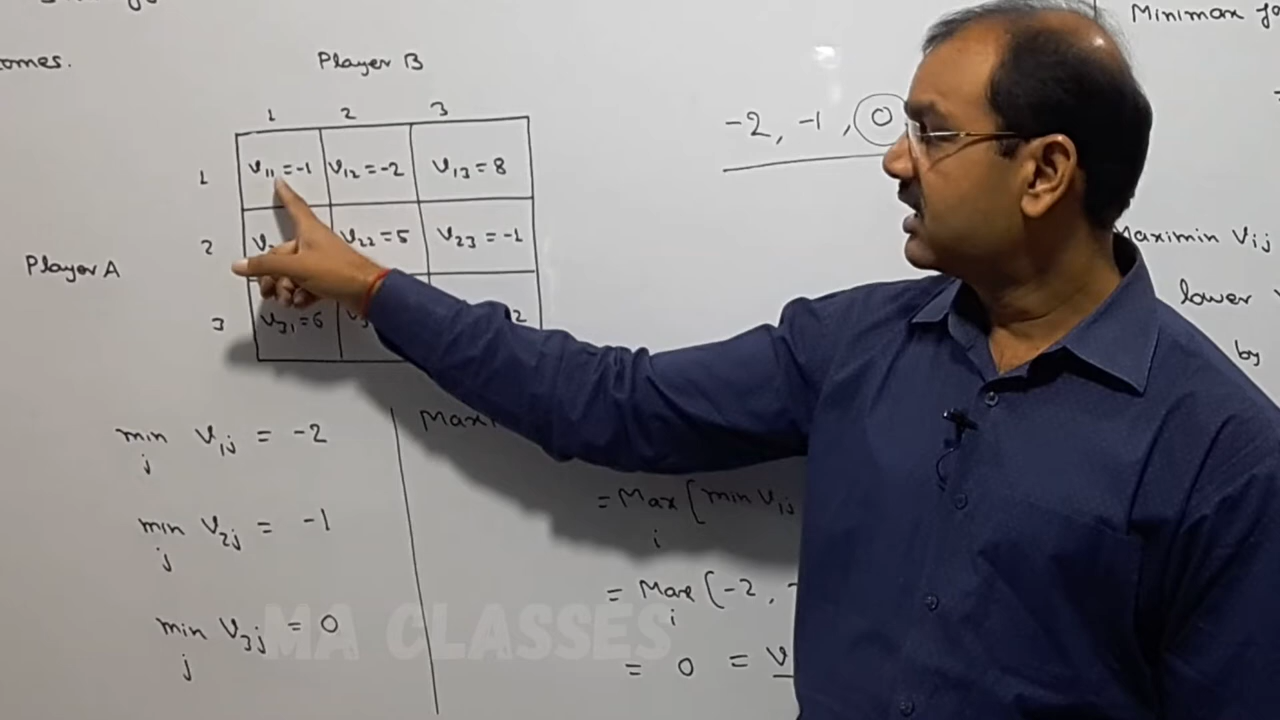 Minimax fo
omes.
Player B
1 2 3
-2, -1, 0
1 V11 = -1 V12 = -2 V13 = 8
2 V22 = 5 V23 = -1
Player A
Maximin Vij
3 V31 = 6 2
lower
by
min V1j = -2
j
Max
= Max [min Vij
i
min V2j = -1
j
= Max (-2,
i
min V3j = 0
j
MA CLASSES
= 0 = V